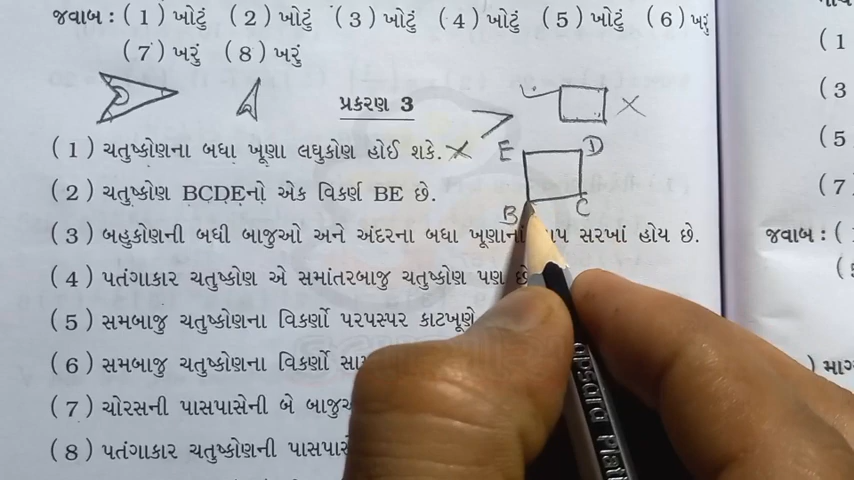 જવાબ : (1) ખોટું (2) ખોટું (3) ખોટું (4) ખોટું (5) ખોટું (6) ખરું
(7) ખરું (8) ખરું
પ્રકરણ 3
(1) ચતુષ્કોણના બધા ખૂણા લઘુકોણ હોઈ શકે. ×
E D
(2) ચતુષ્કોણ BCDEનો એક વિકર્ણ BE છે.
B C
(3) બહુકોણની બધી બાજુઓ અને અંદરના બધા ખૂણાનાં સરખાં હોય છે.
(4) પતંગાકાર ચતુષ્કોણ એ સમાંતરબાજુ ચતુષ્કોણ પણ છે
(5) સમબાજુ ચતુષ્કોણના વિકર્ણો પરપસ્પર કાટખૂણે
(6) સમબાજુ ચતુષ્કોણના વિકર્ણો
(7) ચોરસની પાસપાસેની બે
(8) પતંગાકાર ચતુષ્કોણની
(1
(3
(5
(7
જવાબ : (
(
)